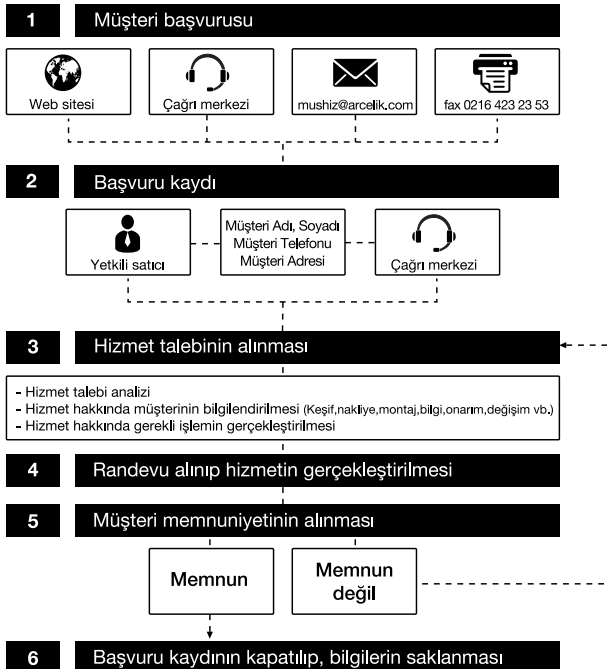 1 Müşteri başvurusu
Web sitesi
Çağrı merkezi
mushiz@arcelik.com
fax 0216 423 23 53
2 Başvuru kaydı
Yetkili satıcı
Müşteri Adı, Soyadı
Müşteri Telefonu
Müşteri Adresi
Çağrı merkezi
3 Hizmet talebinin alınması
- Hizmet talebi analizi
- Hizmet hakkında müşterinin bilgilendirilmesi (Keşif,nakliye,montaj,bilgi,onarım,değişim vb.)
- Hizmet hakkında gerekli işlemin gerçekleştirilmesi
4 Randevu alınıp hizmetin gerçekleştirilmesi
5 Müşteri memnuniyetinin alınması
Memnun
Memnun
değil
6 Başvuru kaydının kapatılıp, bilgilerin saklanması